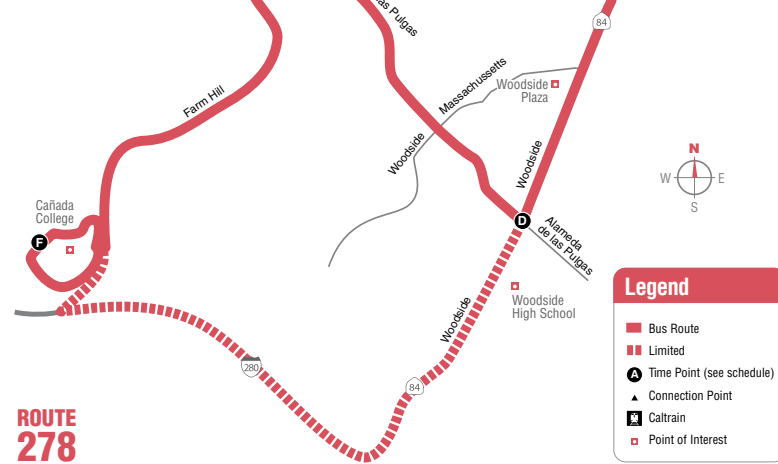 las Pulgas
84
Massachussetts
Woodside
Plaza
Farm Hill
Woodside
Woodside
N
W
E
S
Cañada
College
F
D
Alameda
de las Pulgas
Woodside
High School
Woodside
280
84
ROUTE
278
Legend
Bus Route
Limited
A Time Point (see schedule)
Connection Point
Caltrain
Point of Interest